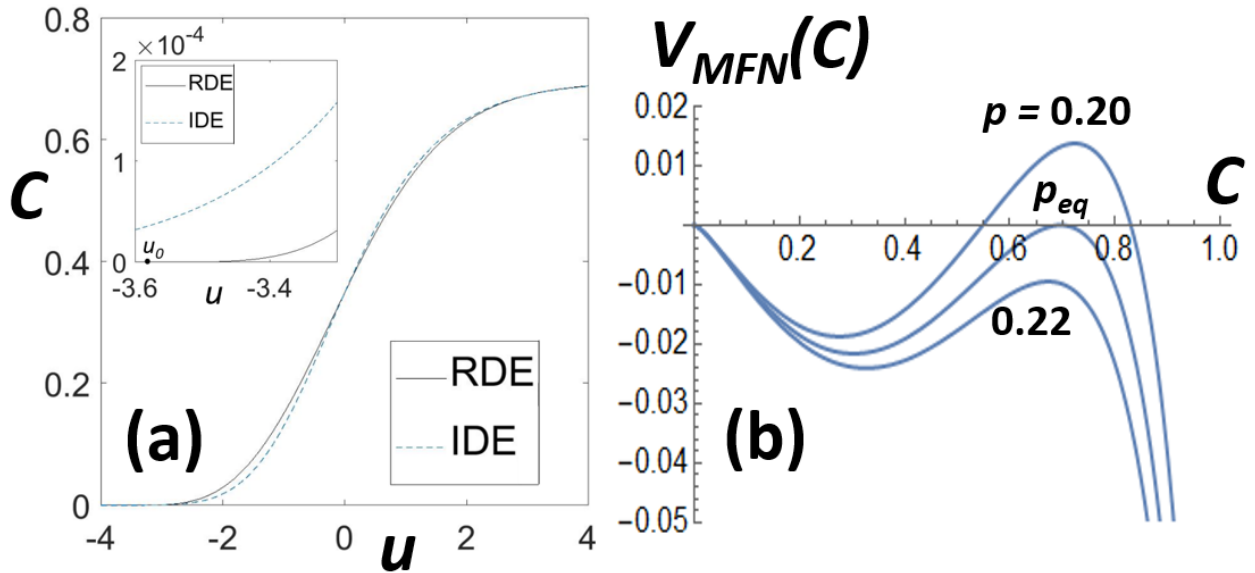 0.8
0.6
0.4
0.2
0
C
-4
-2
0
2
4
u
2
×10⁻⁴
1
0
-3.6
-3.4
u
u₀
RDE
IDE
RDE
IDE
(a)
V_MFN(C)
0.02
0.01
−0.01
−0.02
−0.03
−0.04
−0.05
0.2
0.4
0.6
0.8
1.0
C
p = 0.20
p_eq
0.22
(b)